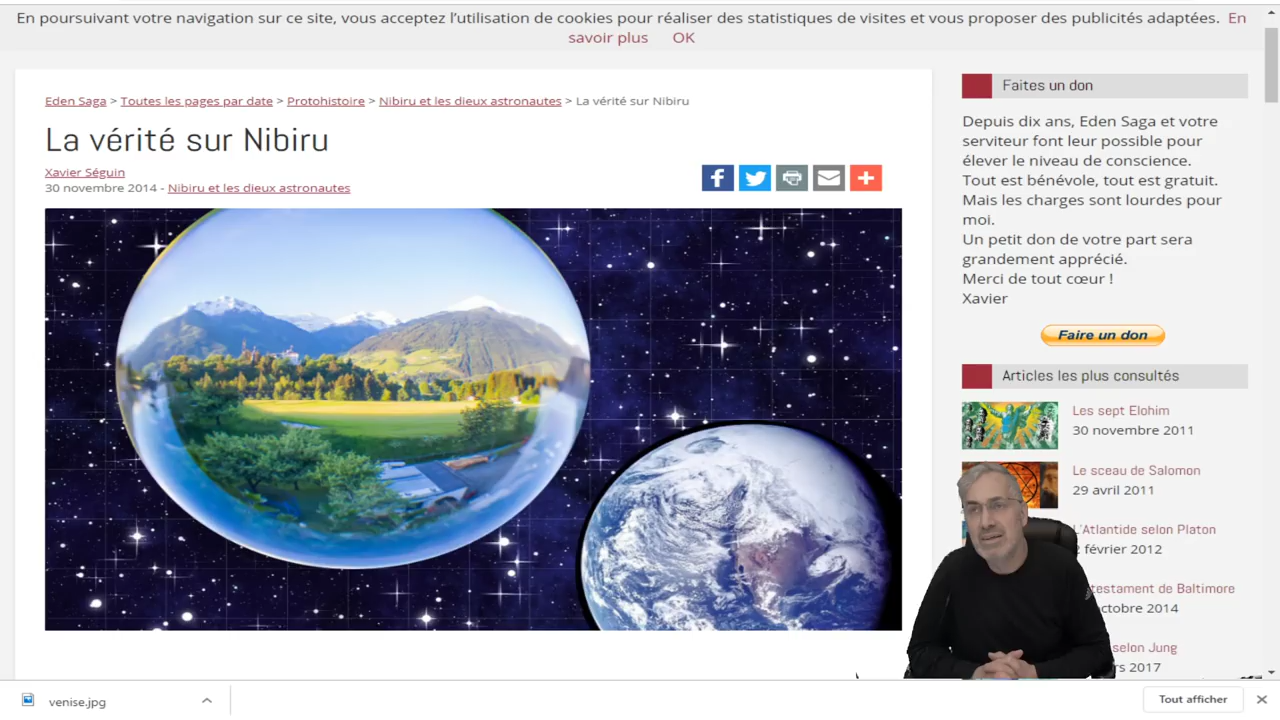 En poursuivant votre navigation sur ce site, vous acceptez l'utilisation de cookies pour réaliser des statistiques de visites et vous proposer des publicités adaptées. En
savoir plus OK
Eden Saga > Toutes les pages par date > Protohistoire > Nibiru et les dieux astronautes > La vérité sur Nibiru
La vérité sur Nibiru
Xavier Séguin
30 novembre 2014 - Nibiru et les dieux astronautes
Faites un don
Depuis dix ans, Eden Saga et votre
serviteur font leur possible pour
élever le niveau de conscience.
Tout est bénévole, tout est gratuit.
Mais les charges sont lourdes pour
moi.
Un petit don de votre part sera
grandement apprécié.
Merci de tout cœur !
Xavier
Faire un don
Articles les plus consultés
Les sept Elohim
30 novembre 2011
Le sceau de Salomon
29 avril 2011
L'Atlantide selon Platon
2 février 2012
testament de Baltimore
octobre 2014
selon Jung
2017
venise.jpg
Tout afficher